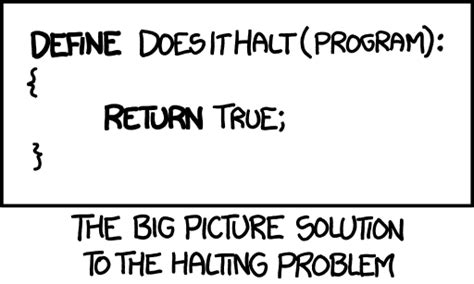 DEFINE DOESITHALT(PROGRAM):
{
RETURN TRUE;
}
THE BIG PICTURE SOLUTION
TO THE HALTING PROBLEM